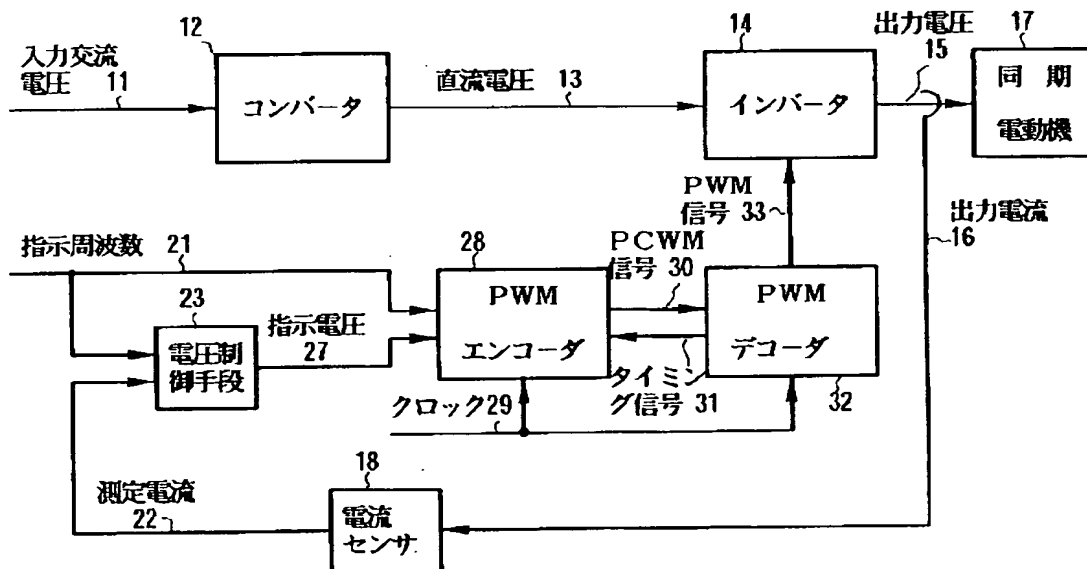 入力交流
電圧 11
12
コンバータ
直流電圧 13
14
インバータ
出力電圧
15
17
同 期
電動機
PWM
信号 33
出力電流
16
指示周波数 21
23
電圧制
御手段
指示電圧
27
28
PWM
エンコーダ
PCWM
信号 30
PWM
デコーダ
32
タイミン
グ信号 31
クロック29
18
電流
センサ
測定電流
22